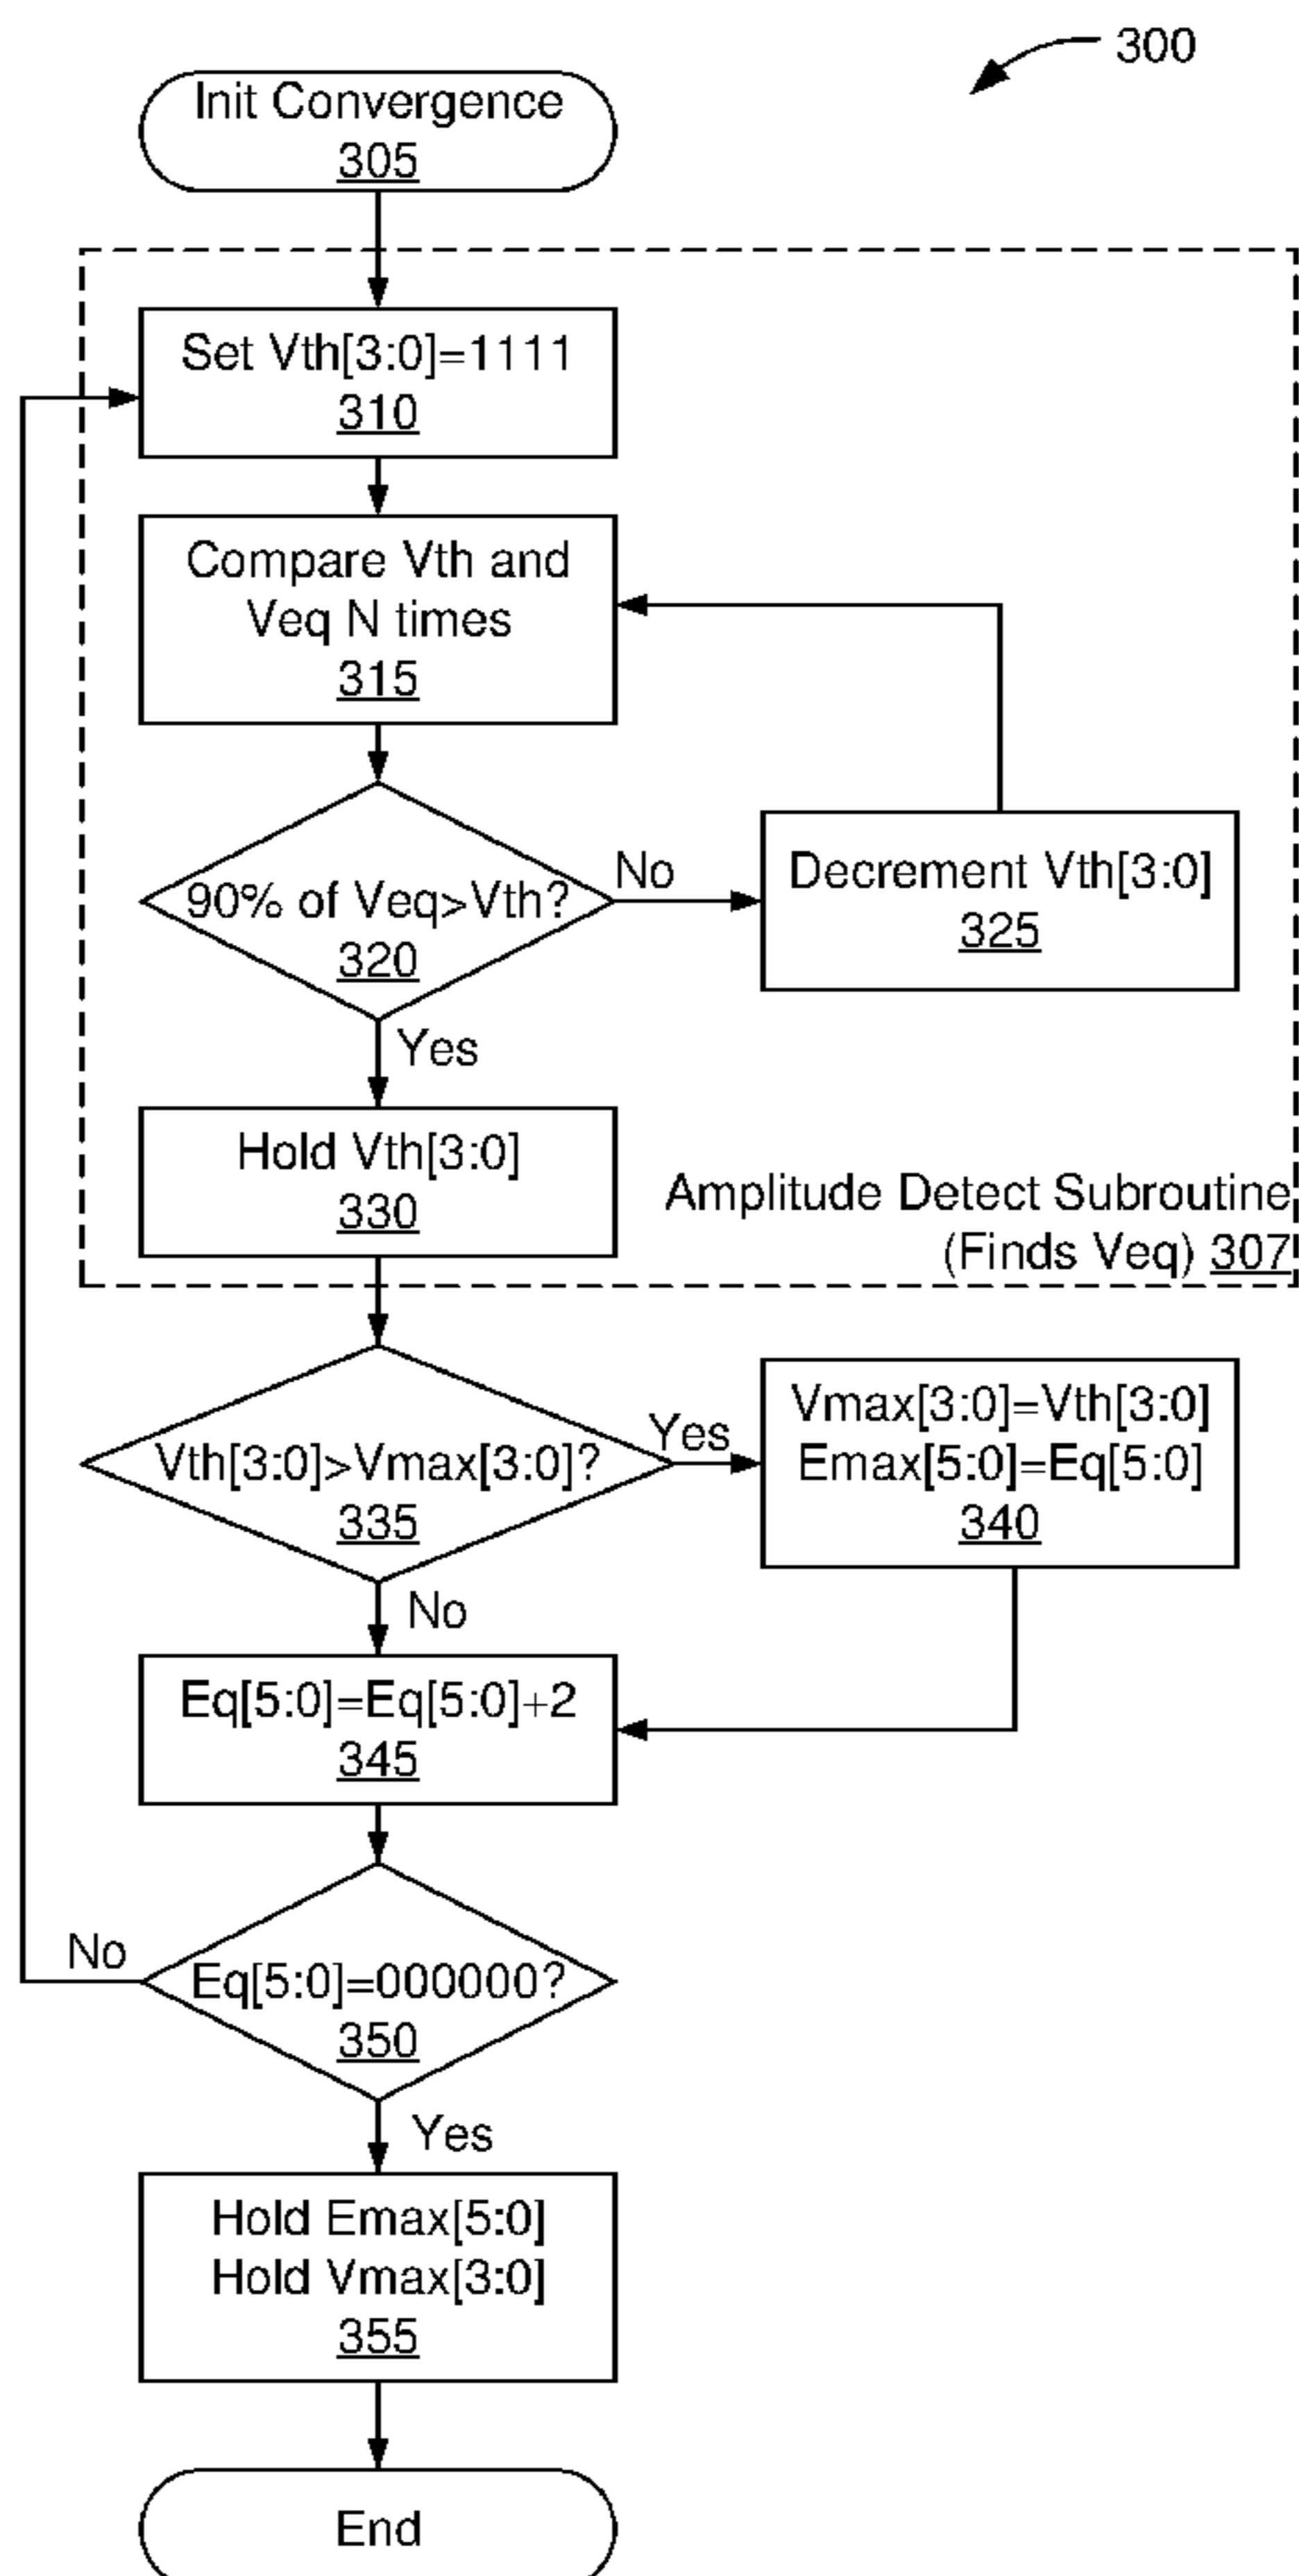 300
Init Convergence
305
Set Vth[3:0]=1111
310
Compare Vth and
Veq N times
315
90% of Veq>Vth?
320
No
Decrement Vth[3:0]
325
Yes
Hold Vth[3:0]
330
Amplitude Detect Subroutine
(Finds Veq) 307
Vth[3:0]>Vmax[3:0]?
335
Yes
Vmax[3:0]=Vth[3:0]
Emax[5:0]=Eq[5:0]
340
No
Eq[5:0]=Eq[5:0]+2
345
No
Eq[5:0]=000000?
350
Yes
Hold Emax[5:0]
Hold Vmax[3:0]
355
End